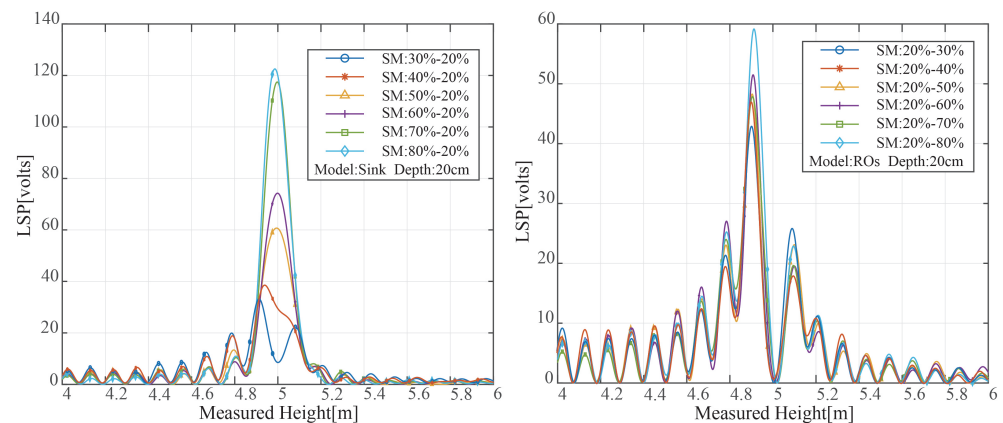 140
120
100
80
60
40
20
0
LSP[volts]
SM:30%-20%
SM:40%-20%
SM:50%-20%
SM:60%-20%
SM:70%-20%
SM:80%-20%
Model:Sink Depth:20cm
4 4.2 4.4 4.6 4.8 5 5.2 5.4 5.6 5.8 6
Measured Height[m]
60
50
40
30
20
10
0
LSP[volts]
SM:20%-30%
SM:20%-40%
SM:20%-50%
SM:20%-60%
SM:20%-70%
SM:20%-80%
Model:ROs Depth:20cm
4 4.2 4.4 4.6 4.8 5 5.2 5.4 5.6 5.8 6
Measured Height[m]